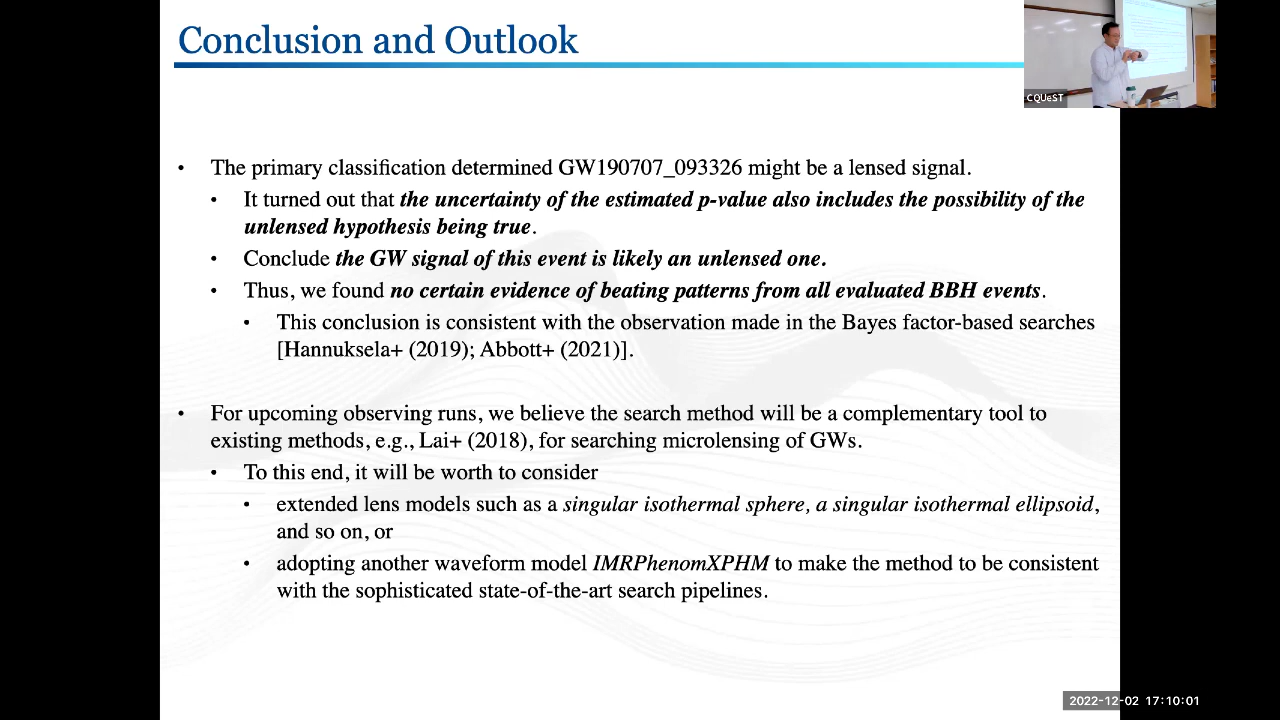 Conclusion and Outlook
CQUeST
• The primary classification determined GW190707_093326 might be a lensed signal.
• It turned out that the uncertainty of the estimated p-value also includes the possibility of the
unlensed hypothesis being true.
• Conclude the GW signal of this event is likely an unlensed one.
• Thus, we found no certain evidence of beating patterns from all evaluated BBH events.
• This conclusion is consistent with the observation made in the Bayes factor-based searches
[Hannuksela+ (2019); Abbott+ (2021)].
• For upcoming observing runs, we believe the search method will be a complementary tool to
existing methods, e.g., Lai+ (2018), for searching microlensing of GWs.
• To this end, it will be worth to consider
• extended lens models such as a singular isothermal sphere, a singular isothermal ellipsoid,
and so on, or
• adopting another waveform model IMRPhenomXPHM to make the method to be consistent
with the sophisticated state-of-the-art search pipelines.
2022-12-02 17:10:01